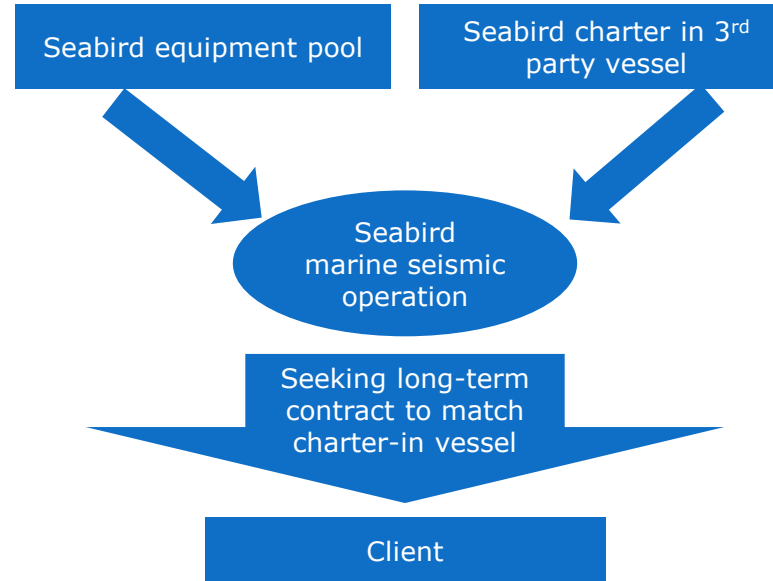 Seabird equipment pool
Seabird charter in 3rd
party vessel
Seabird
marine seismic
operation
Seeking long-term
contract to match
charter-in vessel
Client